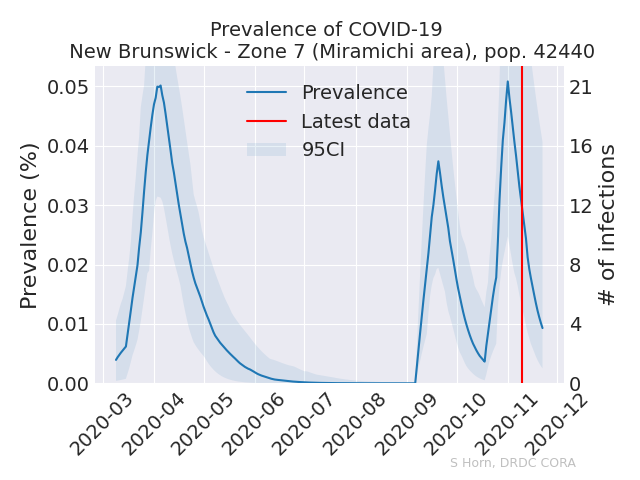 Prevalence of COVID-19
New Brunswick - Zone 7 (Miramichi area), pop. 42440
Prevalence
Latest data
95CI
Prevalence (%)
0.05
0.04
0.03
0.02
0.01
0.00
# of infections
21
16
12
8
4
0
2020-03
2020-04
2020-05
2020-06
2020-07
2020-08
2020-09
2020-10
2020-11
2020-12
S Horn, DRDC CORA